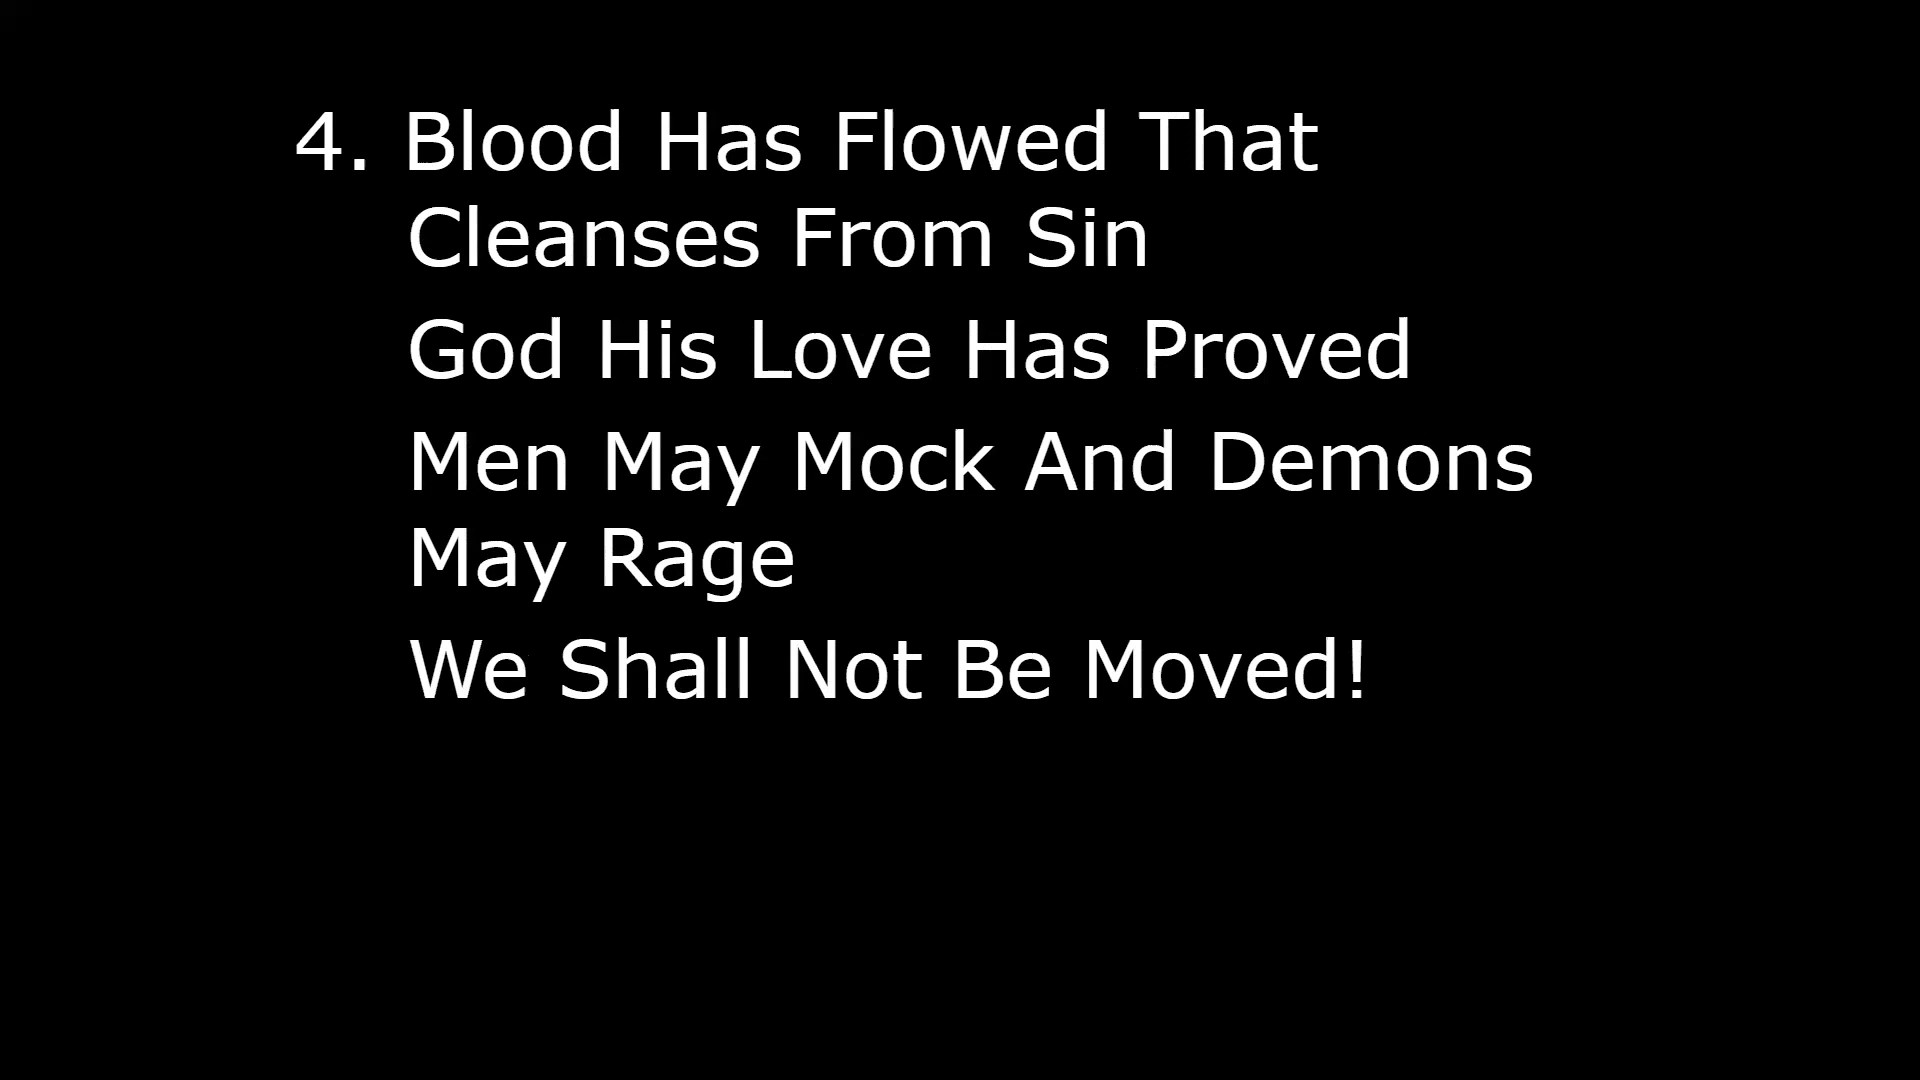 4. Blood Has Flowed That
Cleanses From Sin
God His Love Has Proved
Men May Mock And Demons
May Rage
We Shall Not Be Moved!